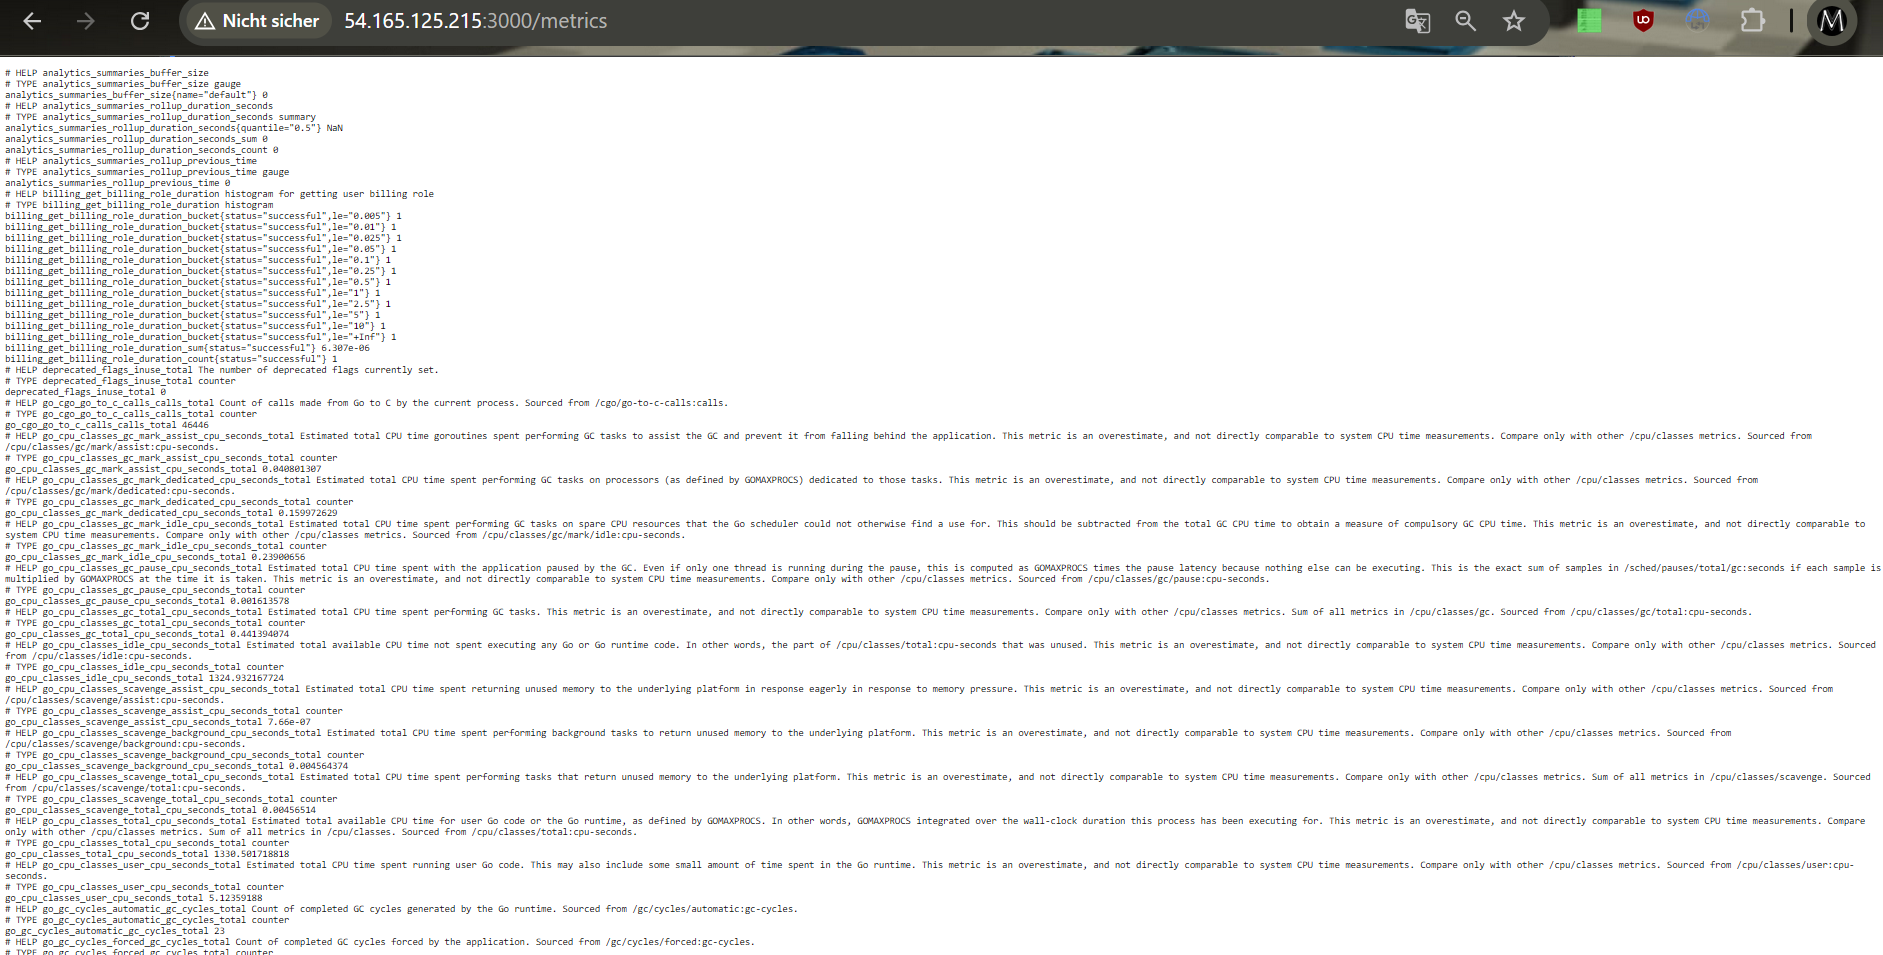 Nicht sicher 54.165.125.215:3000/metrics
# HELP analytics_summaries_buffer_size
# TYPE analytics_summaries_buffer_size gauge
analytics_summaries_buffer_size{name="default"} 0
# HELP analytics_summaries_rollup_duration_seconds
# TYPE analytics_summaries_rollup_duration_seconds summary
analytics_summaries_rollup_duration_seconds{quantile="0.5"} NaN
analytics_summaries_rollup_duration_seconds_sum 0
analytics_summaries_rollup_duration_seconds_count 0
# HELP analytics_summaries_rollup_previous_time
# TYPE analytics_summaries_rollup_previous_time gauge
analytics_summaries_rollup_previous_time 0
# HELP billing_get_billing_role_duration histogram for getting user billing role
# TYPE billing_get_billing_role_duration histogram
billing_get_billing_role_duration_bucket{status="successful",le="0.005"} 1
billing_get_billing_role_duration_bucket{status="successful",le="0.01"} 1
billing_get_billing_role_duration_bucket{status="successful",le="0.025"} 1
billing_get_billing_role_duration_bucket{status="successful",le="0.05"} 1
billing_get_billing_role_duration_bucket{status="successful",le="0.1"} 1
billing_get_billing_role_duration_bucket{status="successful",le="0.25"} 1
billing_get_billing_role_duration_bucket{status="successful",le="0.5"} 1
billing_get_billing_role_duration_bucket{status="successful",le="1"} 1
billing_get_billing_role_duration_bucket{status="successful",le="2.5"} 1
billing_get_billing_role_duration_bucket{status="successful",le="5"} 1
billing_get_billing_role_duration_bucket{status="successful",le="10"} 1
billing_get_billing_role_duration_bucket{status="successful",le="+Inf"} 1
billing_get_billing_role_duration_sum{status="successful"} 6.307e-06
billing_get_billing_role_duration_count{status="successful"} 1
# HELP deprecated_flags_inuse_total The number of deprecated flags currently set.
# TYPE deprecated_flags_inuse_total counter
deprecated_flags_inuse_total 0
# HELP go_cgo_go_to_c_calls_calls_total Count of calls made from Go to C by the current process. Sourced from /cgo/go-to-c-calls:calls.
# TYPE go_cgo_go_to_c_calls_calls_total counter
go_cgo_go_to_c_calls_calls_total 46446
# HELP go_cpu_classes_gc_mark_assist_cpu_seconds_total Estimated total CPU time goroutines spent performing GC tasks to assist the GC and prevent it from falling behind the application. This metric is an overestimate, and not directly comparable to system CPU time measurements. Compare only with other /cpu/classes metrics. Sourced from
/cpu/classes/gc/mark/assist:cpu-seconds.
# TYPE go_cpu_classes_gc_mark_assist_cpu_seconds_total counter
go_cpu_classes_gc_mark_assist_cpu_seconds_total 0.040801307
# HELP go_cpu_classes_gc_mark_dedicated_cpu_seconds_total Estimated total CPU time spent performing GC tasks on processors (as defined by GOMAXPROCS) dedicated to those tasks. This metric is an overestimate, and not directly comparable to system CPU time measurements. Compare only with other /cpu/classes metrics. Sourced from
/cpu/classes/gc/mark/dedicated:cpu-seconds.
# TYPE go_cpu_classes_gc_mark_dedicated_cpu_seconds_total counter
go_cpu_classes_gc_mark_dedicated_cpu_seconds_total 0.159972629
# HELP go_cpu_classes_gc_mark_idle_cpu_seconds_total Estimated total CPU time spent performing GC tasks on spare CPU resources that the Go scheduler could not otherwise find a use for. This should be subtracted from the total GC CPU time to obtain a measure of compulsory GC CPU time. This metric is an overestimate, and not directly comparable to
system CPU time measurements. Compare only with other /cpu/classes metrics. Sourced from /cpu/classes/gc/mark/idle:cpu-seconds.
# TYPE go_cpu_classes_gc_mark_idle_cpu_seconds_total counter
go_cpu_classes_gc_mark_idle_cpu_seconds_total 0.23900656
# HELP go_cpu_classes_gc_pause_cpu_seconds_total Estimated total CPU time spent with the application paused by the GC. Even if only one thread is running during the pause, this is computed as GOMAXPROCS times the pause latency because nothing else can be executing. This is the exact sum of samples in /sched/pauses/total/gc:seconds if each sample is
multiplied by GOMAXPROCS at the time it is taken. This metric is an overestimate, and not directly comparable to system CPU time measurements. Compare only with other /cpu/classes metrics. Sourced from /cpu/classes/gc/pause:cpu-seconds.
# TYPE go_cpu_classes_gc_pause_cpu_seconds_total counter
go_cpu_classes_gc_pause_cpu_seconds_total 0.001613578
# HELP go_cpu_classes_gc_total_cpu_seconds_total Estimated total CPU time spent performing GC tasks. This metric is an overestimate, and not directly comparable to system CPU time measurements. Compare only with other /cpu/classes metrics. Sum of all metrics in /cpu/classes/gc. Sourced from /cpu/classes/gc/total:cpu-seconds.
# TYPE go_cpu_classes_gc_total_cpu_seconds_total counter
go_cpu_classes_gc_total_cpu_seconds_total 0.441394074
# HELP go_cpu_classes_idle_cpu_seconds_total Estimated total available CPU time not spent executing any Go or Go runtime code. In other words, the part of /cpu/classes/total:cpu-seconds that was unused. This metric is an overestimate, and not directly comparable to system CPU time measurements. Compare only with other /cpu/classes metrics. Sourced
from /cpu/classes/idle:cpu-seconds.
# TYPE go_cpu_classes_idle_cpu_seconds_total counter
go_cpu_classes_idle_cpu_seconds_total 1324.932167724
# HELP go_cpu_classes_scavenge_assist_cpu_seconds_total Estimated total CPU time spent returning unused memory to the underlying platform in response eagerly in response to memory pressure. This metric is an overestimate, and not directly comparable to system CPU time measurements. Compare only with other /cpu/classes metrics. Sourced from
/cpu/classes/scavenge/assist:cpu-seconds.
# TYPE go_cpu_classes_scavenge_assist_cpu_seconds_total counter
go_cpu_classes_scavenge_assist_cpu_seconds_total 7.66e-07
# HELP go_cpu_classes_scavenge_background_cpu_seconds_total Estimated total CPU time spent performing background tasks to return unused memory to the underlying platform. This metric is an overestimate, and not directly comparable to system CPU time measurements. Compare only with other /cpu/classes metrics. Sourced from
/cpu/classes/scavenge/background:cpu-seconds.
# TYPE go_cpu_classes_scavenge_background_cpu_seconds_total counter
go_cpu_classes_scavenge_background_cpu_seconds_total 0.004564374
# HELP go_cpu_classes_scavenge_total_cpu_seconds_total Estimated total CPU time spent performing tasks that return unused memory to the underlying platform. This metric is an overestimate, and not directly comparable to system CPU time measurements. Compare only with other /cpu/classes metrics. Sum of all metrics in /cpu/classes/scavenge. Sourced
from /cpu/classes/scavenge/total:cpu-seconds.
# TYPE go_cpu_classes_scavenge_total_cpu_seconds_total counter
go_cpu_classes_scavenge_total_cpu_seconds_total 0.00456514
# HELP go_cpu_classes_total_cpu_seconds_total Estimated total available CPU time for user Go code or the Go runtime, as defined by GOMAXPROCS. In other words, GOMAXPROCS integrated over the wall-clock duration this process has been executing for. This metric is an overestimate, and not directly comparable to system CPU time measurements. Compare
only with other /cpu/classes metrics. Sum of all metrics in /cpu/classes. Sourced from /cpu/classes/total:cpu-seconds.
# TYPE go_cpu_classes_total_cpu_seconds_total counter
go_cpu_classes_total_cpu_seconds_total 1330.501718818
# HELP go_cpu_classes_user_cpu_seconds_total Estimated total CPU time spent running user Go code. This may also include some small amount of time spent in the Go runtime. This metric is an overestimate, and not directly comparable to system CPU time measurements. Compare only with other /cpu/classes metrics. Sourced from /cpu/classes/user:cpu-
seconds.
# TYPE go_cpu_classes_user_cpu_seconds_total counter
go_cpu_classes_user_cpu_seconds_total 5.12359188
# HELP go_gc_cycles_automatic_gc_cycles_total Count of completed GC cycles generated by the Go runtime. Sourced from /gc/cycles/automatic:gc-cycles.
# TYPE go_gc_cycles_automatic_gc_cycles_total counter
go_gc_cycles_automatic_gc_cycles_total 23
# HELP go_gc_cycles_forced_gc_cycles_total Count of completed GC cycles forced by the application. Sourced from /gc/cycles/forced:gc-cycles.
# TYPE go_gc_cycles_forced_gc_cycles_total counter